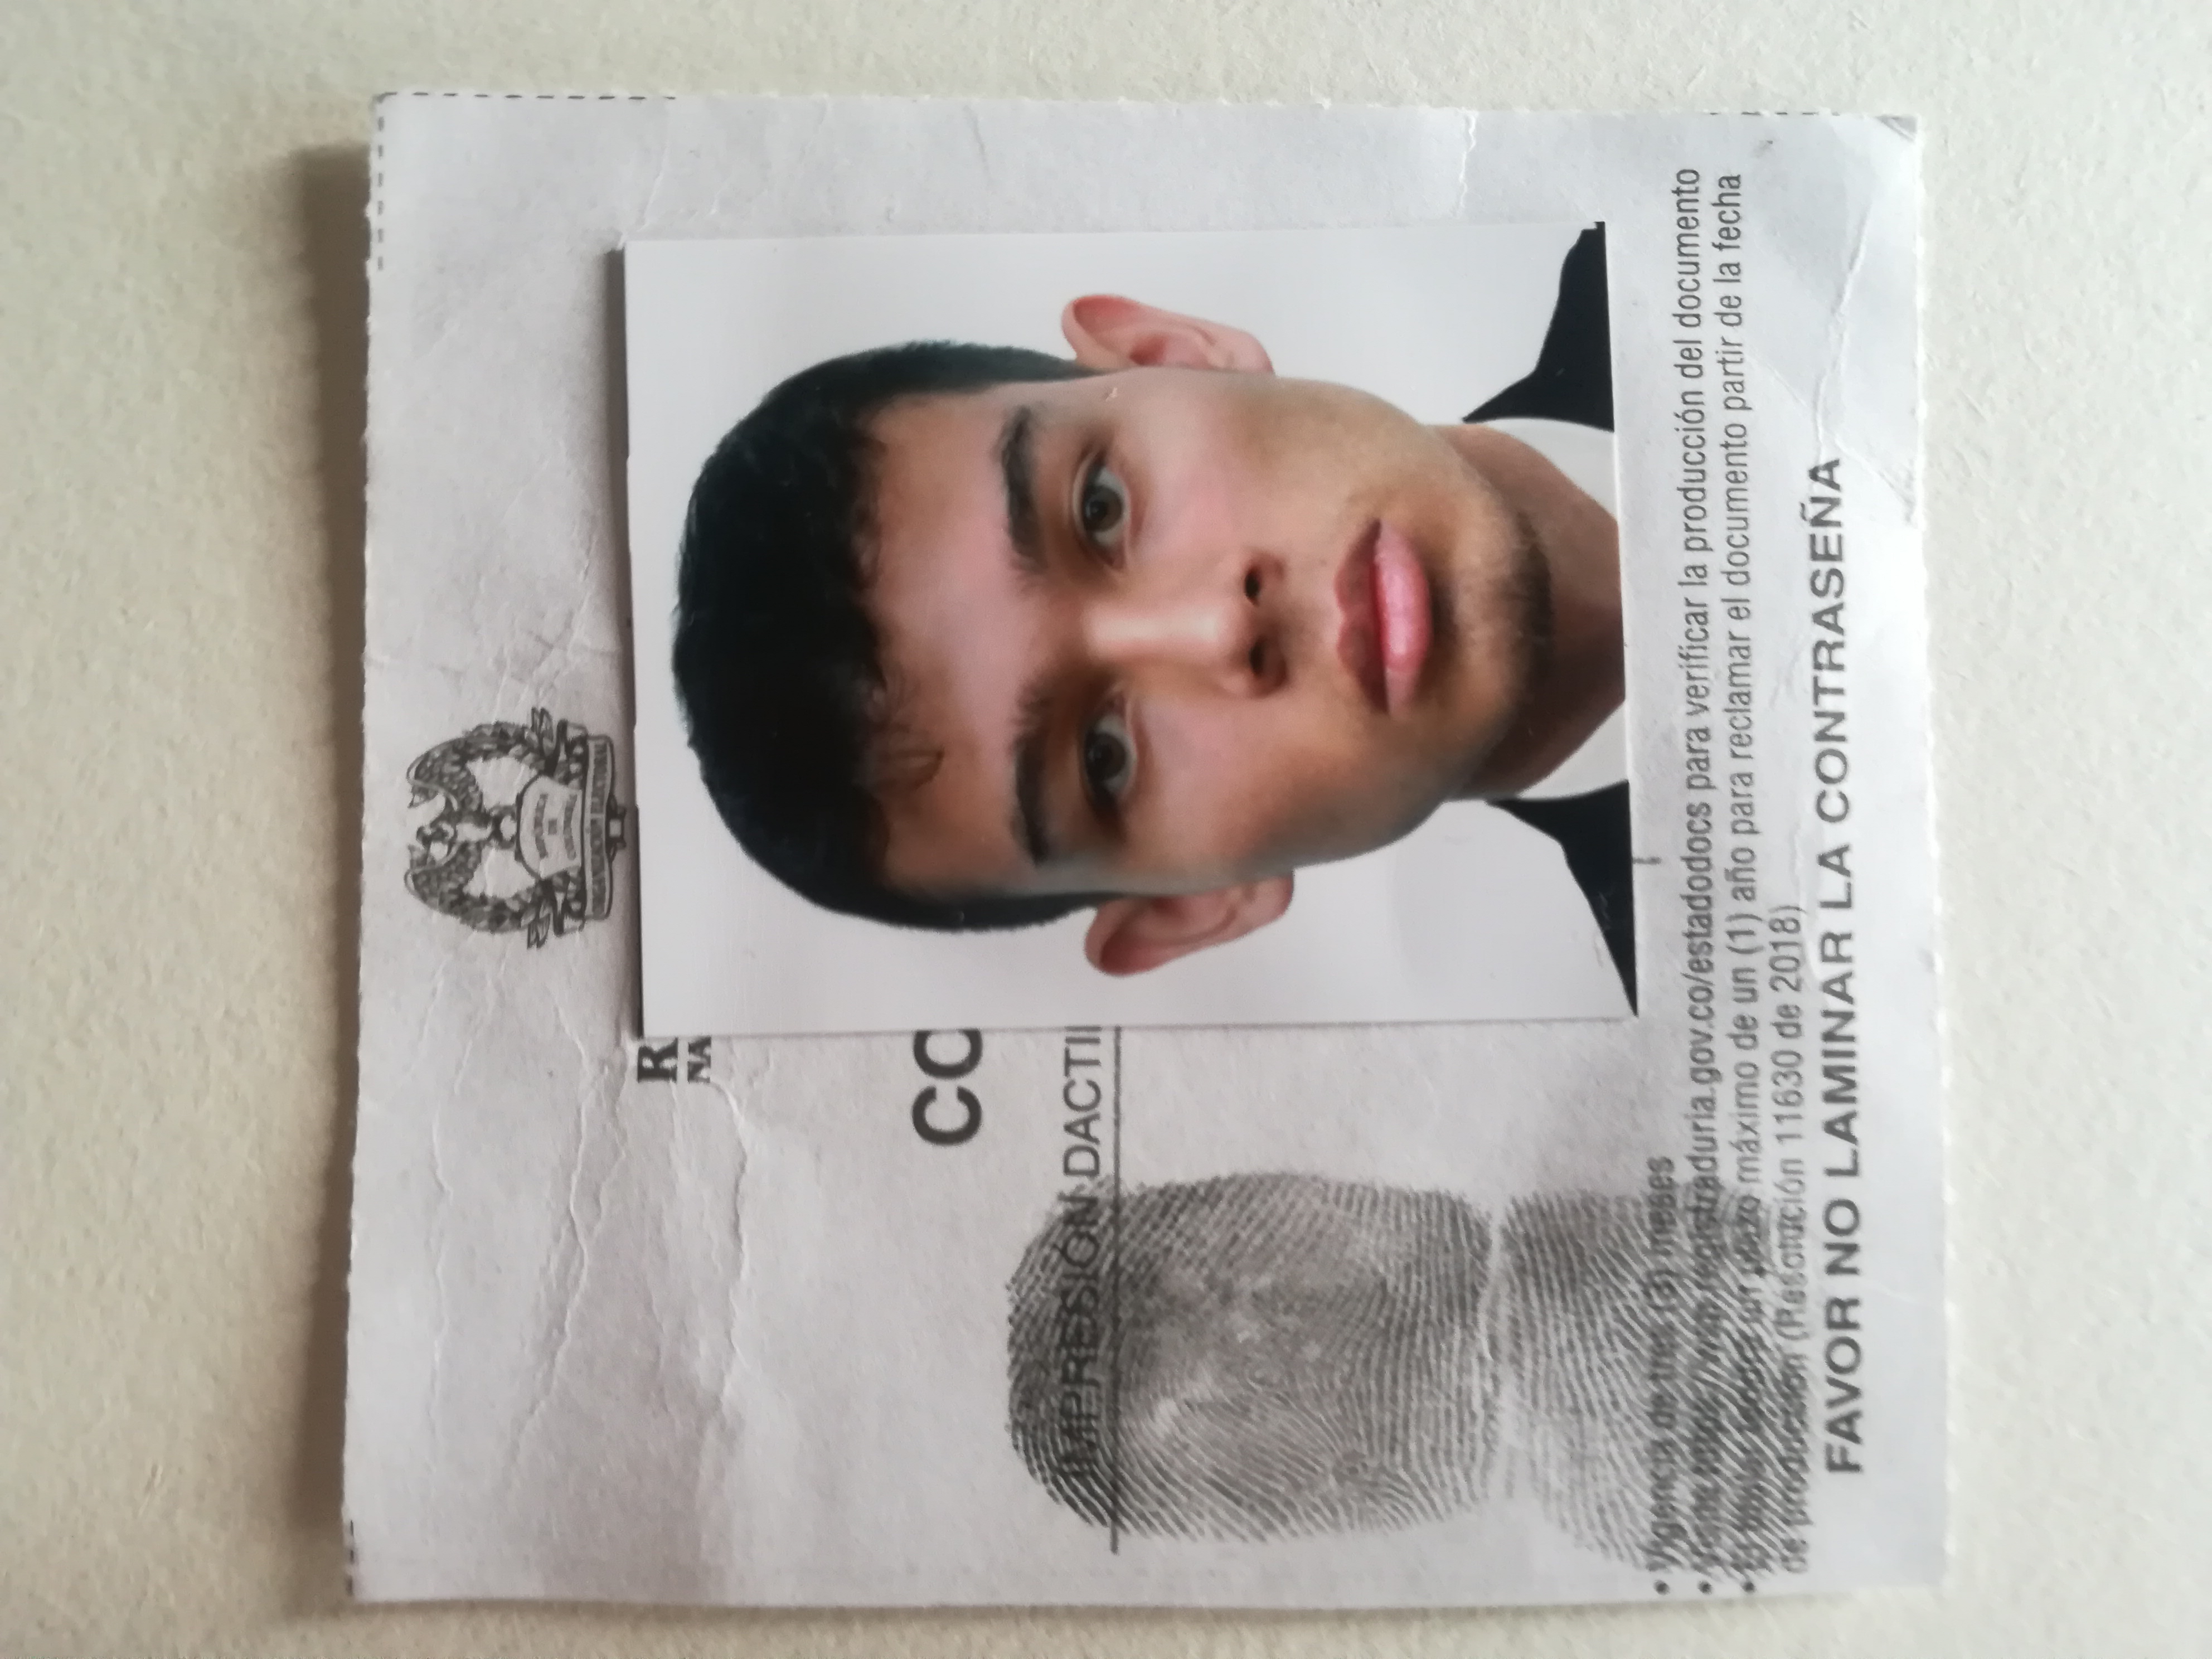 R
NA
CO
IMPRESIÓN DACTI
• Vigencia de tres (3) meses
• registraduria.gov.co/estadodocs para verificar la producción del documento
• plazo máximo de un (1) año para reclamar el documento partir de la fecha
de producción (Resolución 11630 de 2018)
FAVOR NO LAMINAR LA CONTRASEÑA